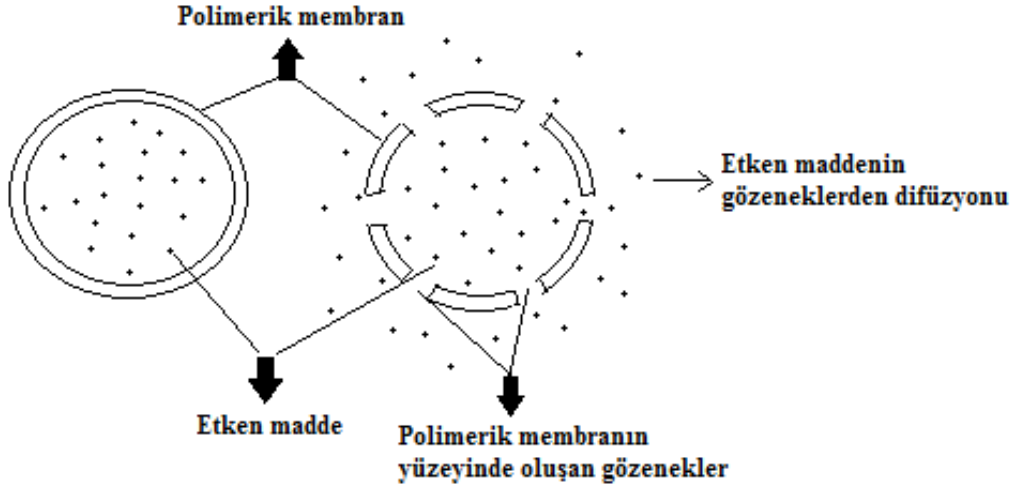 Polimerik membran
Etken maddenin
gözeneklerden difüzyonu
Etken madde
Polimerik membranın
yüzeyinde oluşan gözenekler